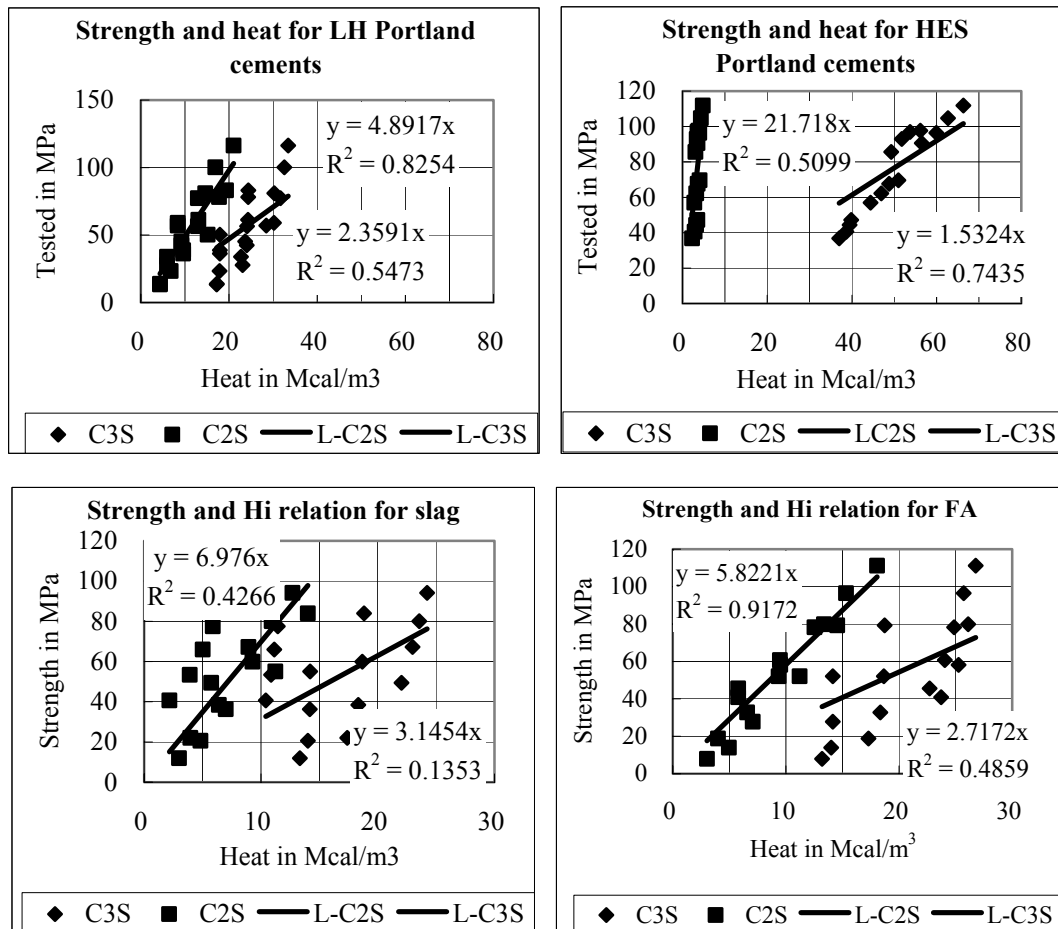 Strength and heat for LH Portland
cements
Tested in MPa
150
100
50
0
y = 4.8917x
R² = 0.8254
y = 2.3591x
R² = 0.5473
0 20 40 60 80
Heat in Mcal/m3
C3S C2S L-C2S L-C3S
Strength and heat for HES
Portland cements
Tested in MPa
120
100
80
60
40
20
0
y = 21.718x
R² = 0.5099
y = 1.5324x
R² = 0.7435
0 20 40 60 80
Heat in Mcal/m3
C3S C2S LC2S L-C3S
Strength and Hi relation for slag
Strength in MPa
120
100
80
60
40
20
0
y = 6.976x
R² = 0.4266
y = 3.1454x
R² = 0.1353
0 10 20 30
Heat in Mcal/m3
C3S C2S L-C2S L-C3S
Strength and Hi relation for FA
Strength in MPa
120
100
80
60
40
20
0
y = 5.8221x
R² = 0.9172
y = 2.7172x
R² = 0.4859
0 10 20 30
Heat in Mcal/m³
C3S C2S L-C2S L-C3S